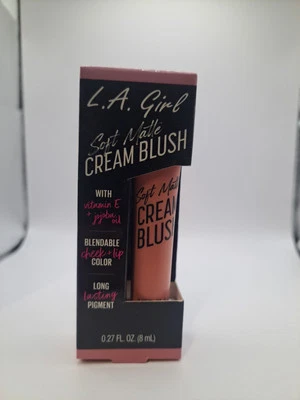 L.A. Girl
Soft Matte
CREAM BLUSH
WITH
vitamin E
+ jojoba oil
BLENDABLE
cheek + lip
COLOR
LONG
lasting
PIGMENT
0.27 FL. OZ. (8 mL)
Soft Matt
CREAM
BLUSH